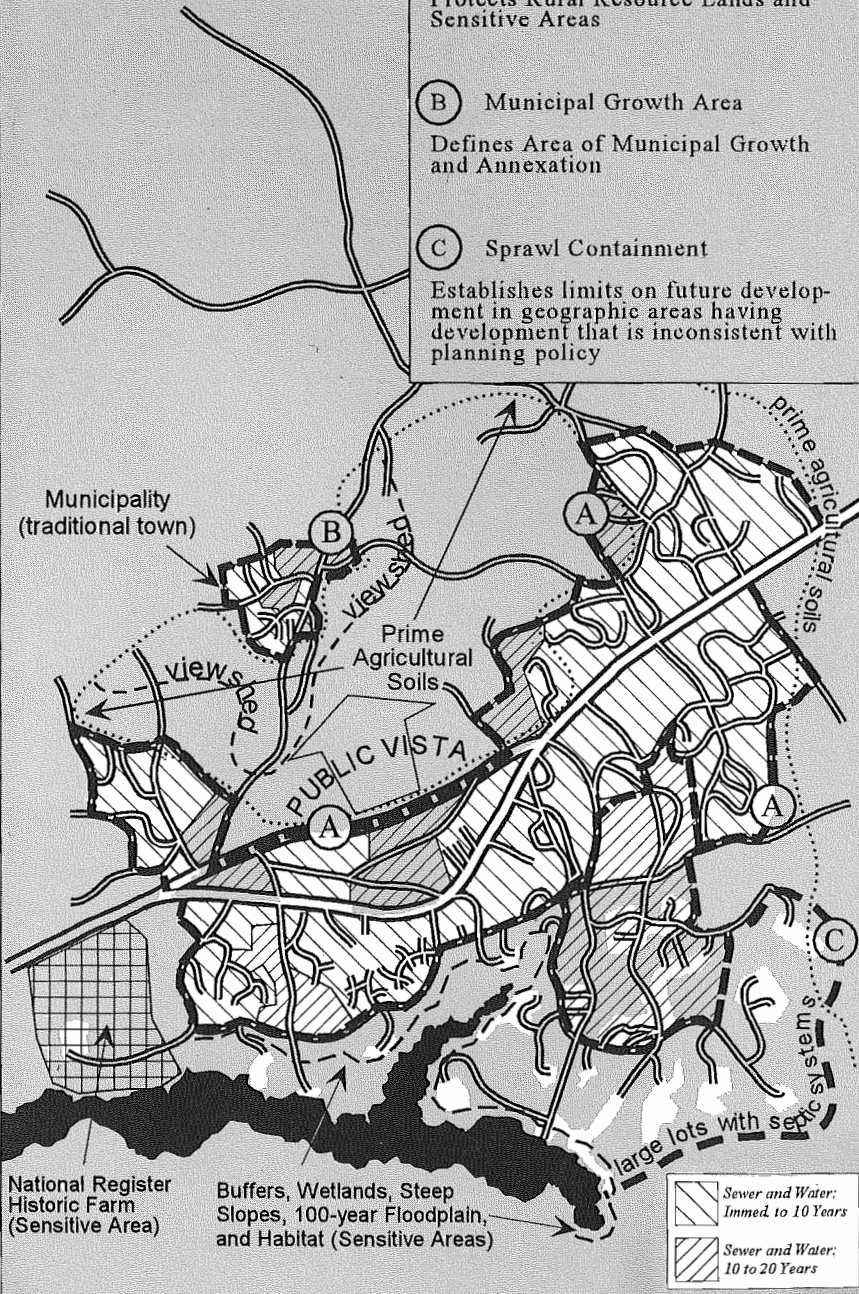 Protects Rural Resource Lands and
Sensitive Areas
B Municipal Growth Area
Defines Area of Municipal Growth
and Annexation
C Sprawl Containment
Establishes limits on future develop-
ment in geographic areas having
development that is inconsistent with
planning policy
prime agricultural soils
Municipality
(traditional town)
B
A
view shed
Prime
Agricultural
Soils
view shed
PUBLIC VISTA
A
A
C
large lots with septic systems
National Register
Historic Farm
(Sensitive Area)
Buffers, Wetlands, Steep
Slopes, 100-year Floodplain,
and Habitat (Sensitive Areas)
Sewer and Water:
Immed. to 10 Years
Sewer and Water:
10 to 20 Years